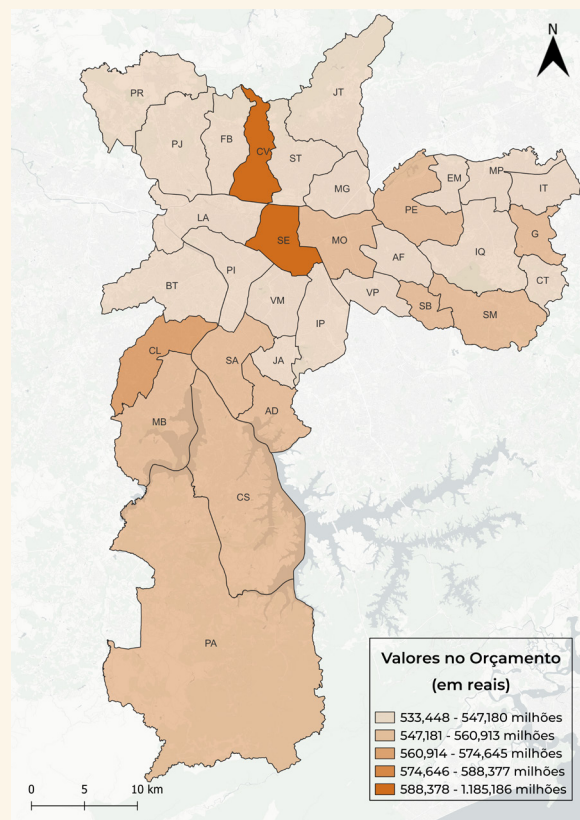 N
JT
PR
PJ
FB
CV
ST
MG
EM
MP
IT
PE
LA
SE
MO
G
AF
IQ
PI
BT
CT
VM
VP
SB
SM
IP
CL
SA
JA
AD
MB
CS
PA
Valores no Orçamento
(em reais)
533,448 - 547,180 milhões
547,181 - 560,913 milhões
560,914 - 574,645 milhões
574,646 - 588,377 milhões
588,378 - 1.185,186 milhões
0 5 10 km